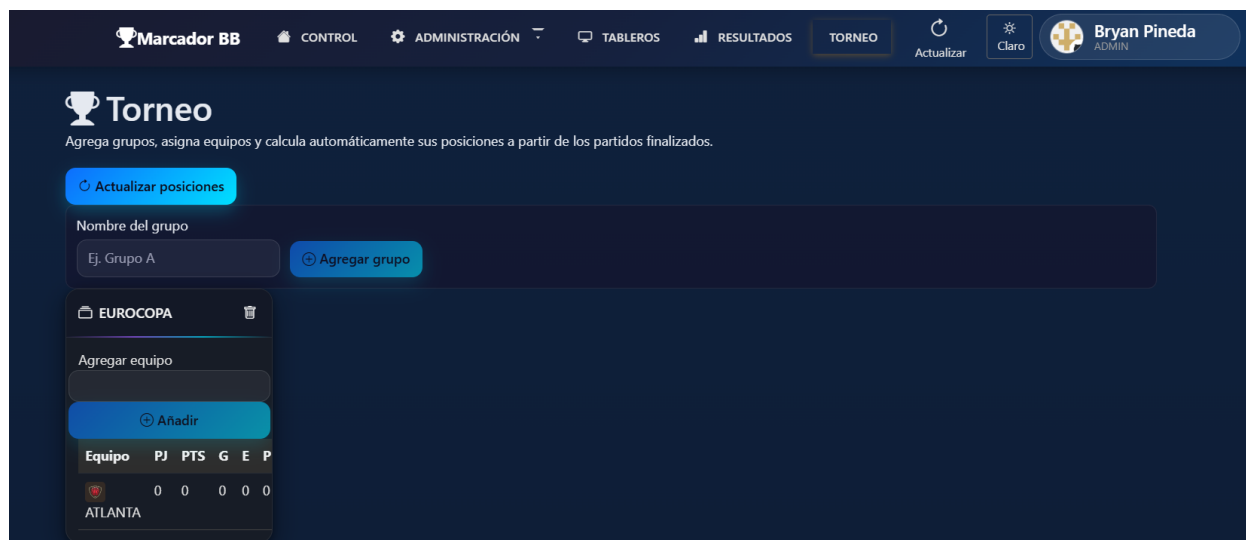 Marcador BB
CONTROL
ADMINISTRACIÓN
TABLEROS
RESULTADOS
TORNEO
Actualizar
Claro
Bryan Pineda
ADMIN
Torneo
Agrega grupos, asigna equipos y calcula automáticamente sus posiciones a partir de los partidos finalizados.
Actualizar posiciones
Nombre del grupo
Ej. Grupo A
Agregar grupo
EUROCOPA
Agregar equipo
Añadir
Equipo PJ PTS G E P
0 0 0 0 0
ATLANTA